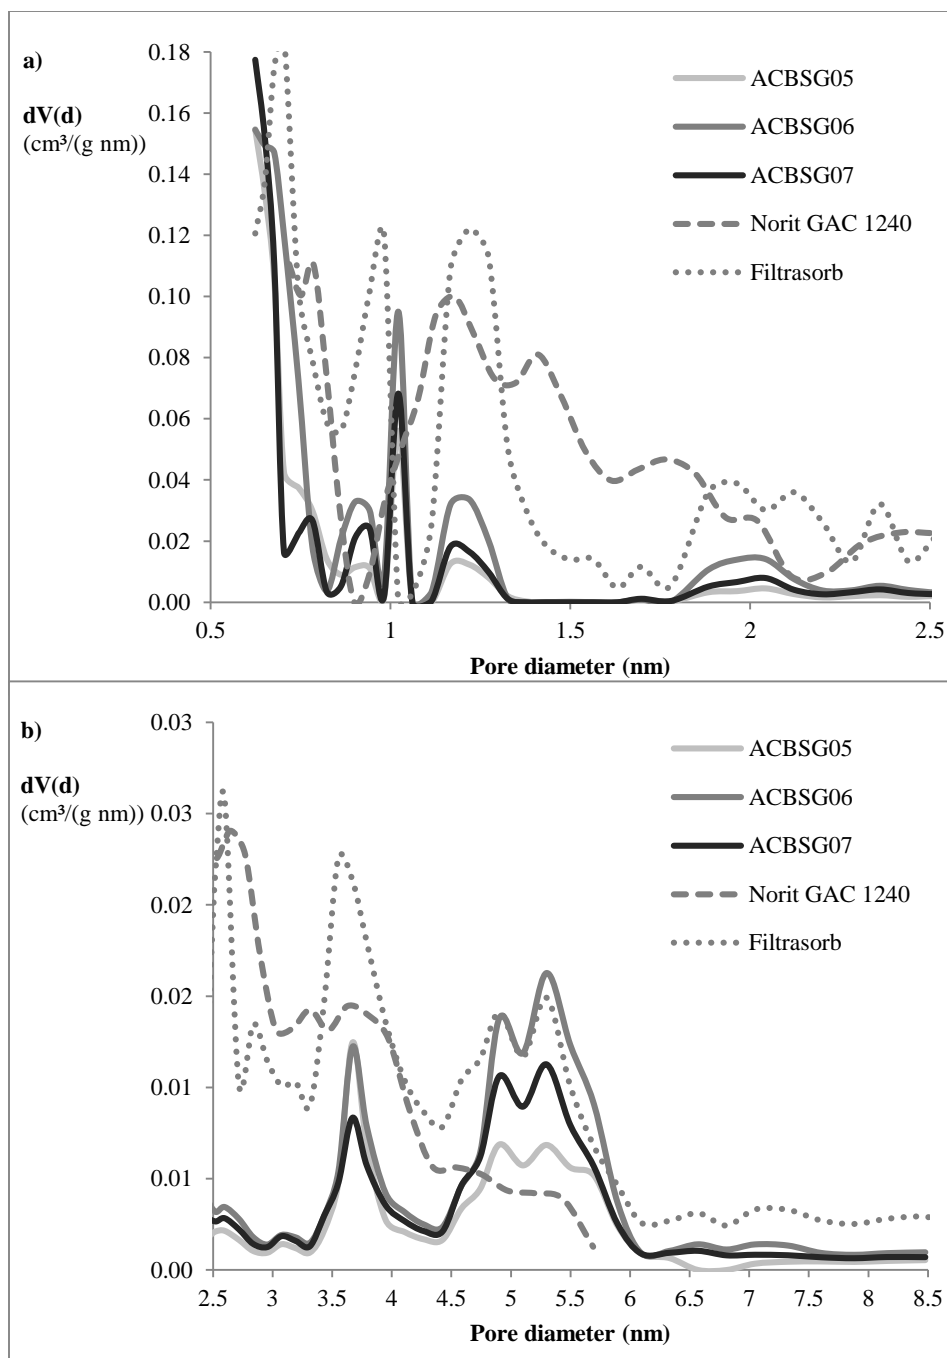 a)
dV(d)
(cm³/(g nm))
0.18
0.16
0.14
0.12
0.10
0.08
0.06
0.04
0.02
0.00
0.5
1
1.5
2
2.5
Pore diameter (nm)
ACBSG05
ACBSG06
ACBSG07
Norit GAC 1240
Filtrasorb
b)
dV(d)
(cm³/(g nm))
0.03
0.03
0.02
0.02
0.01
0.01
0.00
2.5
3
3.5
4
4.5
5
5.5
6
6.5
7
7.5
8
8.5
Pore diameter (nm)
ACBSG05
ACBSG06
ACBSG07
Norit GAC 1240
Filtrasorb